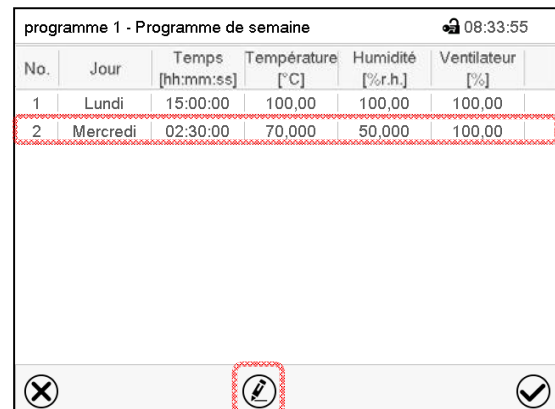 programme 1 - Programme de semaine 08:33:55
No. Jour Temps [hh:mm:ss] Température [°C] Humidité [%r.h.] Ventilateur [%]
1 Lundi 15:00:00 100,00 100,00 100,00
2 Mercredi 02:30:00 70,000 50,000 100,00